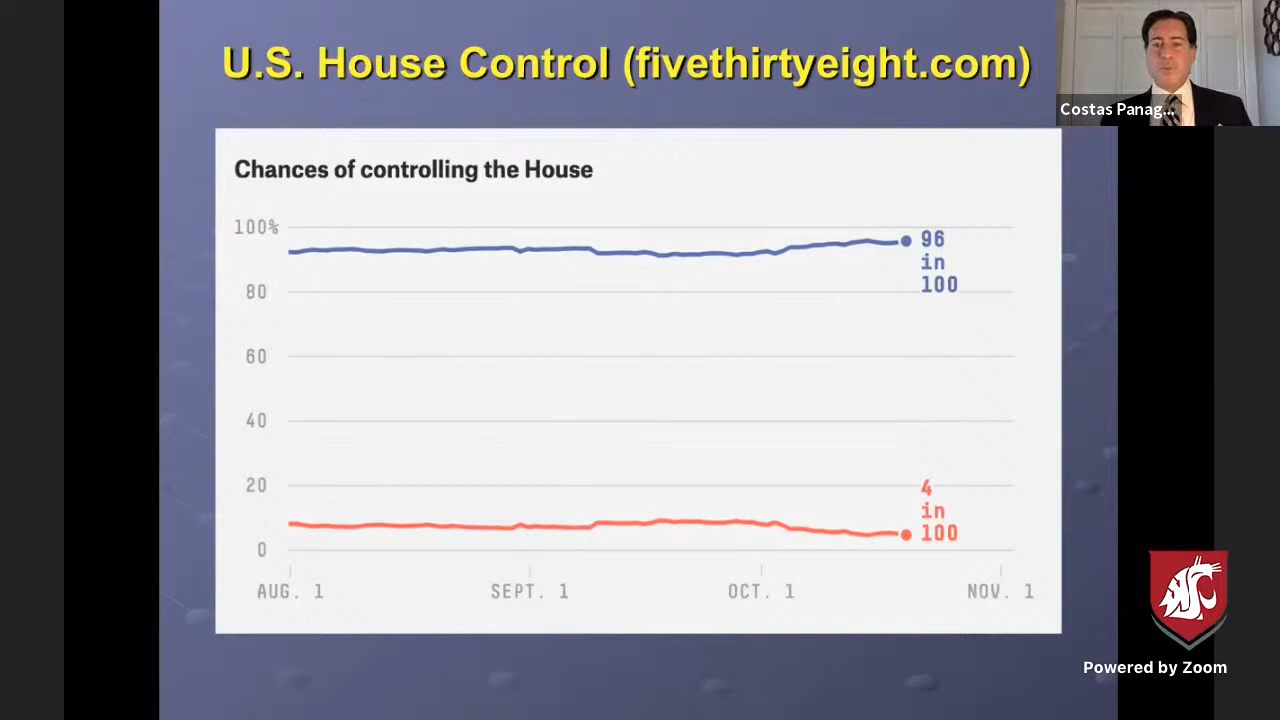 U.S. House Control (fivethirtyeight.com)
Costas Panag...
Chances of controlling the House
100%
80
60
40
20
0
96
in
100
4
in
100
AUG. 1
SEPT. 1
OCT. 1
NOV. 1
Powered by Zoom